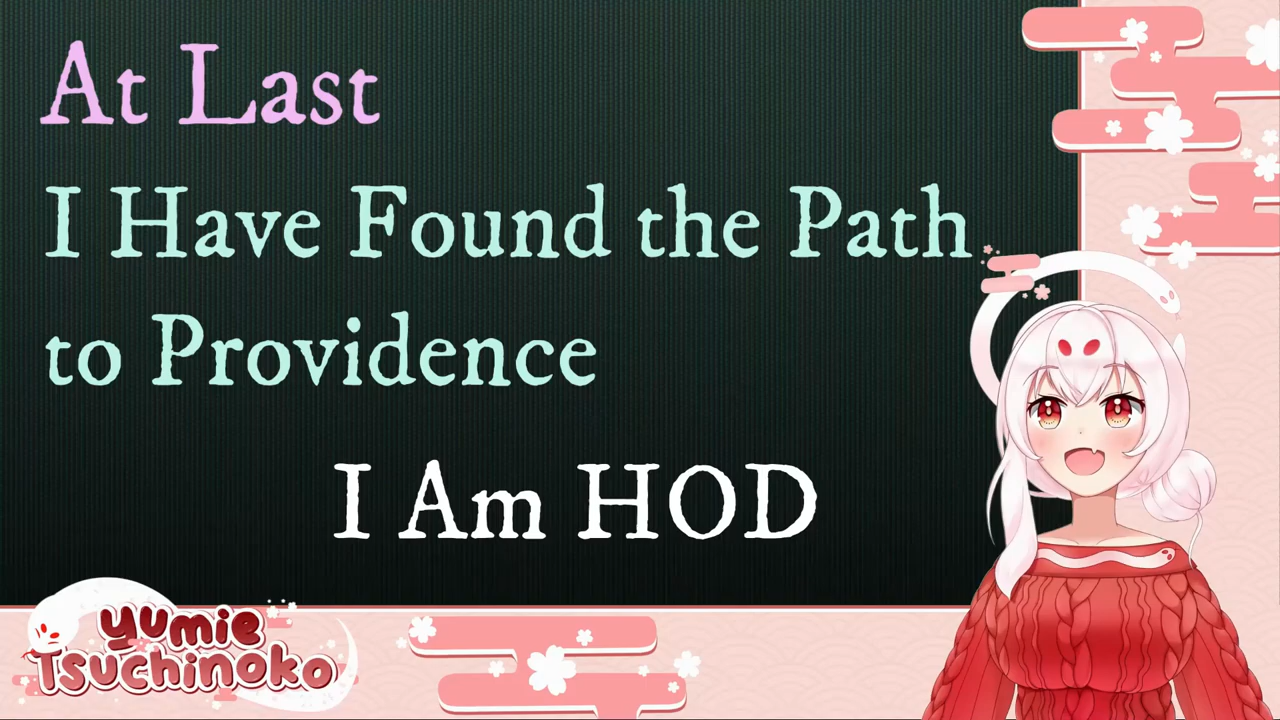 At Last
I Have Found the Path
to Providence
I Am HOD
yumie
Tsuchinoko